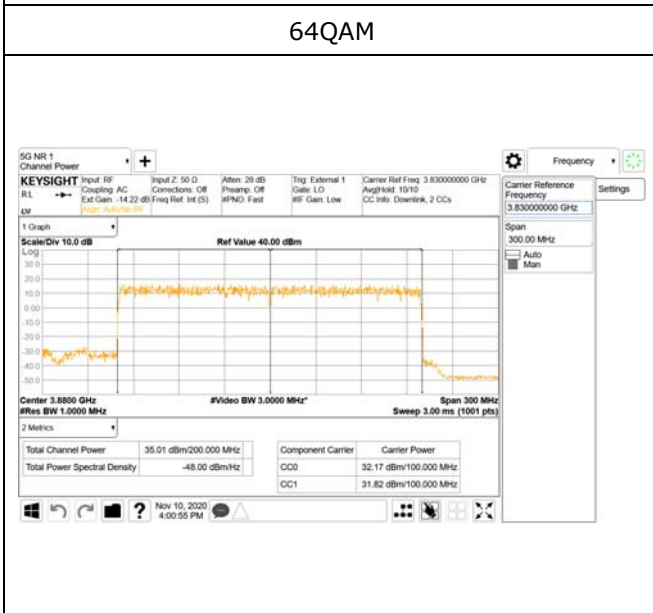 64QAM
5G NR 1
Channel Power
+
Frequency
KEYSIGHT Input: RF Input Z: 50 Ω Atten: 28 dB Trig: External 1 Carrier Ref Freq: 3.830000000 GHz
RL Coupling: AC Corrections: Off Preamp: Off Gate: LO Avg|Hold: 10/10
Ext Gain: -14.22 dB Freq Ref: Int (S) #PNO: Fast #IF Gain: Low CC Info: Downlink, 2 CCs
Align: Auto/No RF
Carrier Reference
Frequency
3.830000000 GHz
Settings
Span
300.00 MHz
Auto
Man
1 Graph
Scale/Div 10.0 dB Ref Value 40.00 dBm
Log
30.0
20.0
10.0
0.00
-10.0
-20.0
-30.0
-40.0
-50.0
Center 3.8800 GHz #Video BW 3.0000 MHz* Span 300 MHz
#Res BW 1.0000 MHz Sweep 3.00 ms (1001 pts)
2 Metrics
Total Channel Power 35.01 dBm/200.000 MHz Component Carrier Carrier Power
Total Power Spectral Density -48.00 dBm/Hz CC0 32.17 dBm/100.000 MHz
CC1 31.82 dBm/100.000 MHz
? Nov 10, 2020
4:00:55 PM